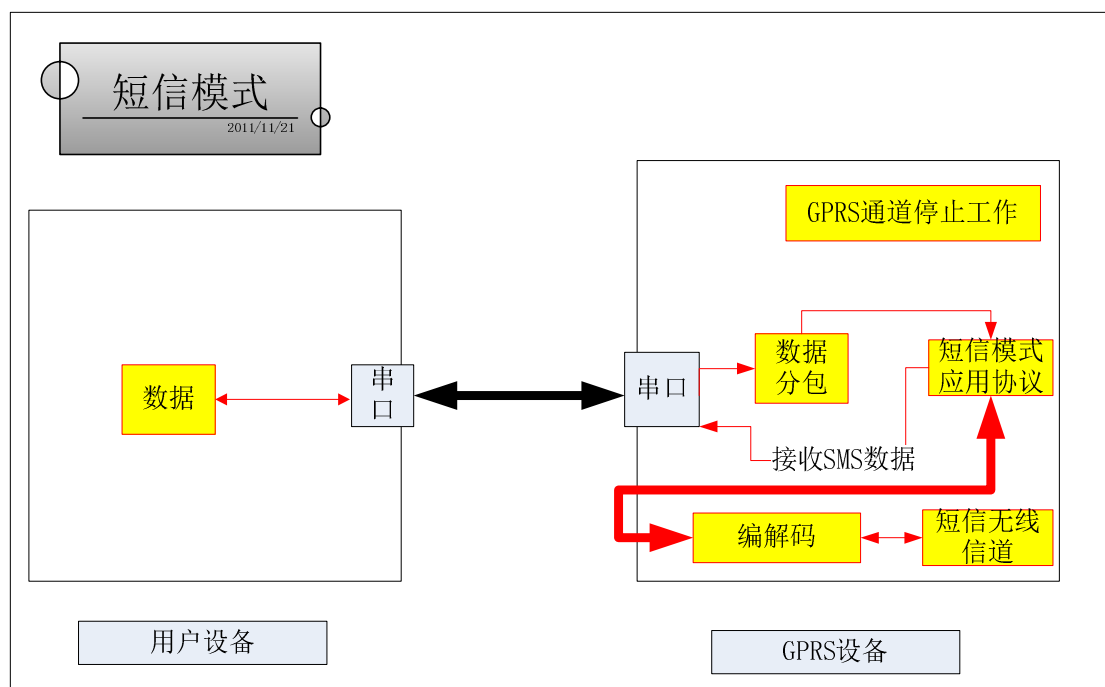 短信模式
2011/11/21
GPRS通道停止工作
数据
串
口
串口
数据
分包
短信模式
应用协议
接收SMS数据
编解码
短信无线
信道
用户设备
GPRS设备